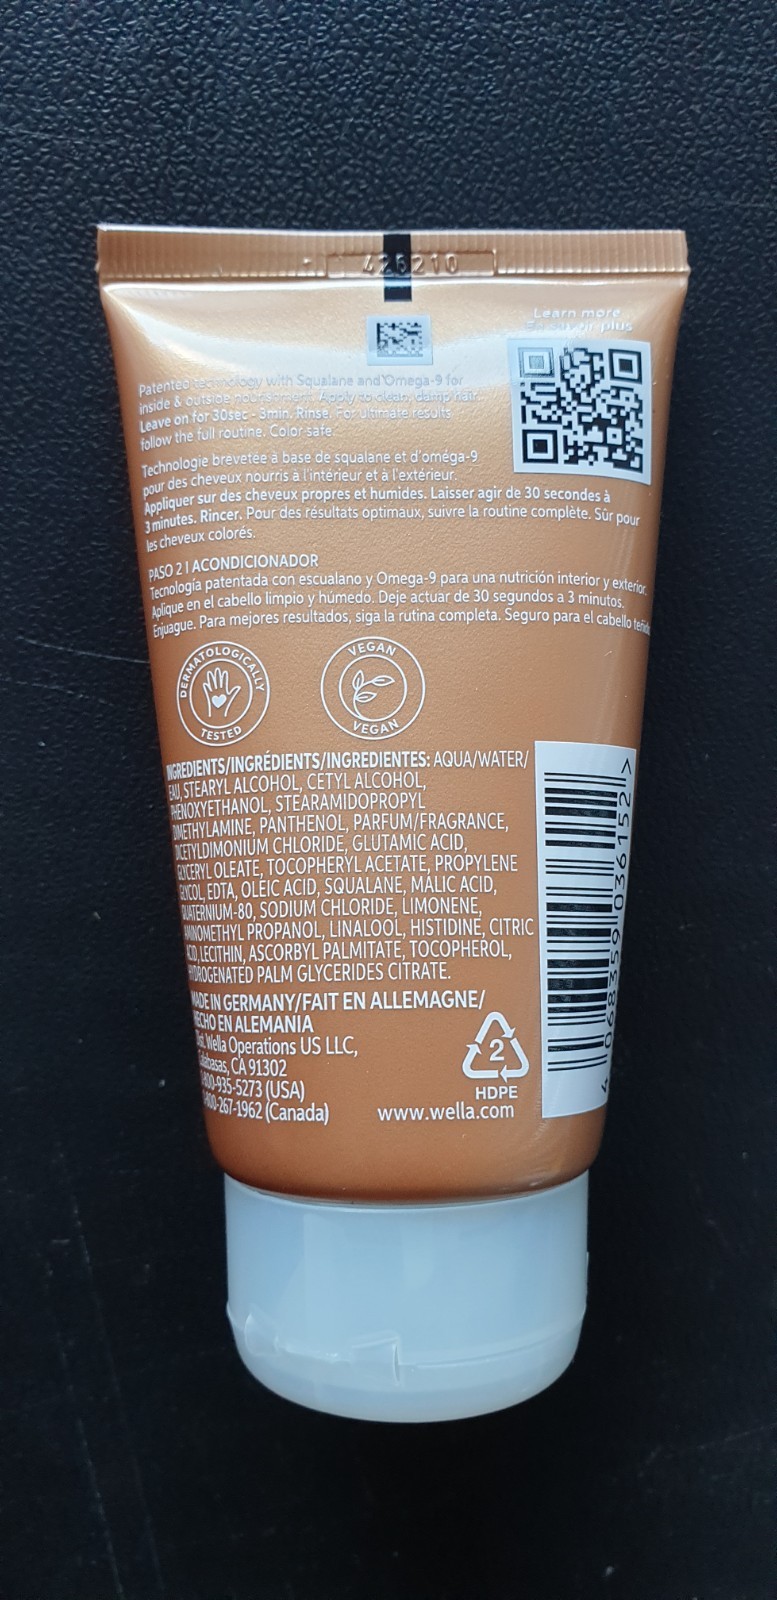 426210
Learn more
En savoir plus
Patented technology with Squalane and Omega-9 for
inside & outside nourishment. Apply to clean, damp hair.
Leave on for 30sec - 3min. Rinse. For ultimate results
follow the full routine. Color safe.
Technologie brevetée à base de squalane et d'oméga-9
pour des cheveux nourris à l'intérieur et à l'extérieur.
Appliquer sur des cheveux propres et humides. Laisser agir de 30 secondes à
3 minutes. Rincer. Pour des résultats optimaux, suivre la routine complète. Sûr pour
les cheveux colorés.
PASO 2 | ACONDICIONADOR
Tecnología patentada con escualano y Omega-9 para una nutrición interior y exterior.
Aplique en el cabello limpio y húmedo. Deje actuar de 30 segundos a 3 minutos.
Enjuague. Para mejores resultados, siga la rutina completa. Seguro para el cabello
DERMATOLOGICALLY
TESTED
VEGAN
VEGAN
INGREDIENTS/INGRÉDIENTS/INGREDIENTES: AQUA/WATER/
EAU, STEARYL ALCOHOL, CETYL ALCOHOL,
PHENOXYETHANOL, STEARAMIDOPROPYL
DIMETHYLAMINE, PANTHENOL, PARFUM/FRAGRANCE,
DICETYLDIMONIUM CHLORIDE, GLUTAMIC ACID,
GLYCERYL OLEATE, TOCOPHERYL ACETATE, PROPYLENE
GLYCOL, EDTA, OLEIC ACID, SQUALANE, MALIC ACID,
QUATERNIUM-80, SODIUM CHLORIDE, LIMONENE,
AMINOMETHYL PROPANOL, LINALOOL, HISTIDINE, CITRIC
ACID, LECITHIN, ASCORBYL PALMITATE, TOCOPHEROL,
HYDROGENATED PALM GLYCERIDES CITRATE.
MADE IN GERMANY/FAIT EN ALLEMAGNE/
HECHO EN ALEMANIA
Dist. Wella Operations US LLC,
Calabasas, CA 91302
1-800-935-5273 (USA)
1-800-267-1962 (Canada)
2
HDPE
www.wella.com
4 068359 036152 >